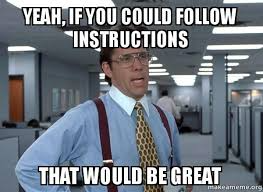 YEAH, IF YOU COULD FOLLOW
INSTRUCTIONS
THAT WOULD BE GREAT
makeameme.org